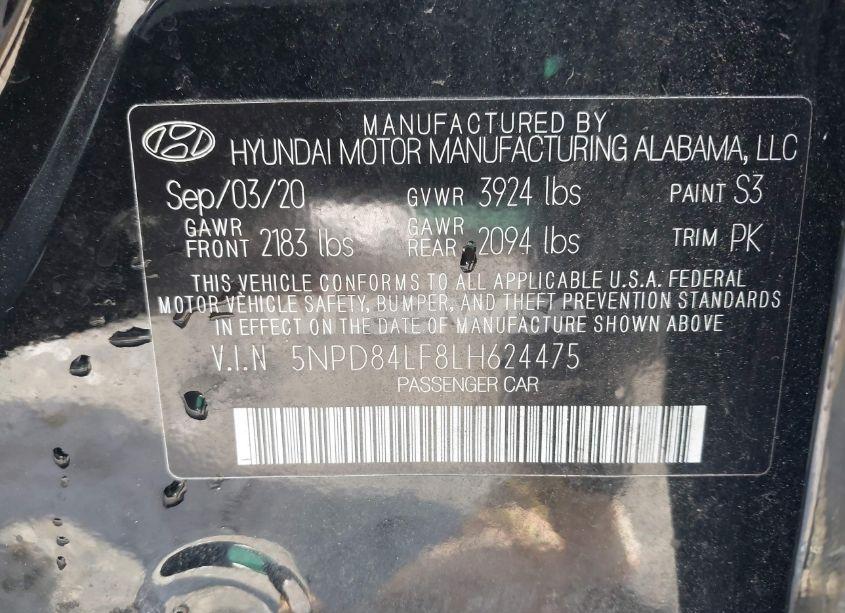 MANUFACTURED BY
HYUNDAI MOTOR MANUFACTURING ALABAMA, LLC
Sep/03/20 GVWR 3924 lbs PAINT S3
GAWR FRONT 2183 lbs GAWR REAR 2094 lbs TRIM PK
THIS VEHICLE CONFORMS TO ALL APPLICABLE U.S.A. FEDERAL
MOTOR VEHICLE SAFETY, BUMPER, AND THEFT PREVENTION STANDARDS
IN EFFECT ON THE DATE OF MANUFACTURE SHOWN ABOVE
V.I.N 5NPD84LF8LH624475
PASSENGER CAR